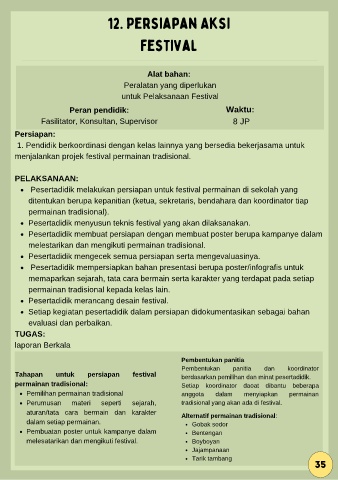 12. PERSIAPAN AKSI
FESTIVAL
Alat bahan:
Peralatan yang diperlukan
untuk Pelaksanaan Festival
Peran pendidik:
Fasilitator, Konsultan, Supervisor
Waktu:
8 JP
Persiapan:
1. Pendidik berkoordinasi dengan kelas lainnya yang bersedia bekerjasama untuk
menjalankan projek festival permainan tradisional.
PELAKSANAAN:
• Pesertadidik melakukan persiapan untuk festival permainan di sekolah yang
ditentukan berupa kepanitian (ketua, sekretaris, bendahara dan koordinator tiap
permainan tradisional).
• Pesertadidik menyusun teknis festival yang akan dilaksanakan.
• Pesertadidik membuat persiapan dengan membuat poster berupa kampanye dalam
melestarikan dan mengikuti permainan tradisional.
• Pesertadidik mengecek semua persiapan serta mengevaluasinya.
• Pesertadidik mempersiapkan bahan presentasi berupa poster/infografis untuk
memaparkan sejarah, tata cara bermain serta karakter yang terdapat pada setiap
permainan tradisional kepada kelas lain.
• Pesertadidik merancang desain festival.
• Setiap kegiatan pesertadidik dalam persiapan didokumentasikan sebagai bahan
evaluasi dan perbaikan.
TUGAS:
laporan Berkala
Tahapan untuk persiapan festival
permainan tradisional:
• Pemilihan permainan tradisional
• Perumusan materi seperti sejarah,
aturan/tata cara bermain dan karakter
dalam setiap permainan.
• Pembuatan poster untuk kampanye dalam
melesatarikan dan mengikuti festival.
Pembentukan panitia
Pembentukan panitia dan koordinator
berdasarkan pemilihan dan minat pesertadidik.
Setiap koordinator daoat dibantu beberapa
anggota dalam menyiapkan permainan
tradisional yang akan ada di festival.
Alternatif permainan tradisional:
• Gobak sodor
• Bentengan
• Boyboyan
• Jajampanaan
• Tarik tambang
35